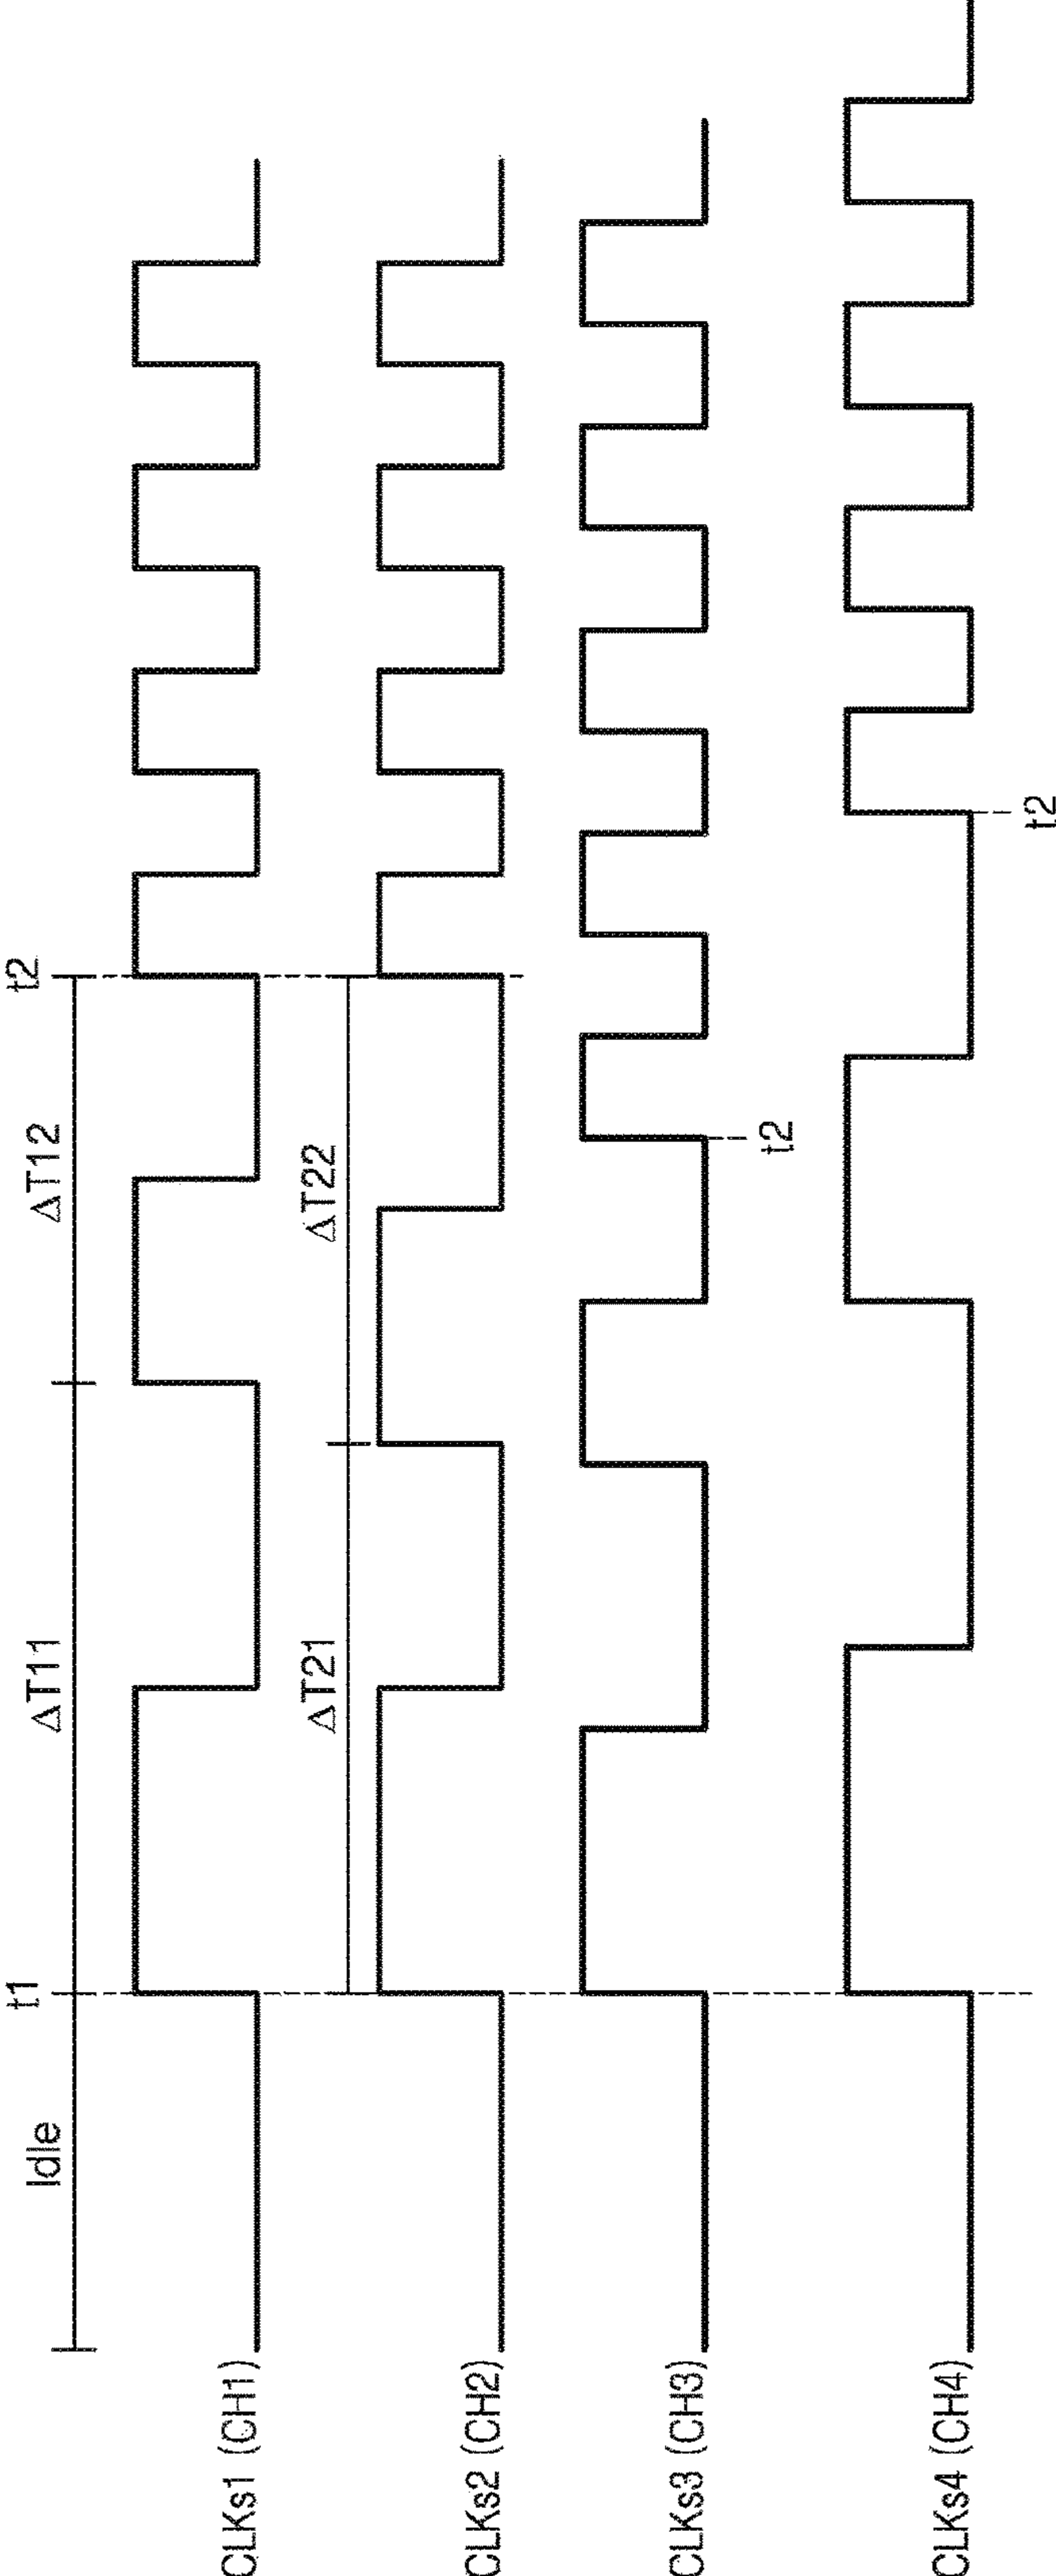 Idle
t1
ΔT11
ΔT12
t2
CLKs1 (CH1)
ΔT21
ΔT22
CLKs2 (CH2)
CLKs3 (CH3)
t2
CLKs4 (CH4)
t2